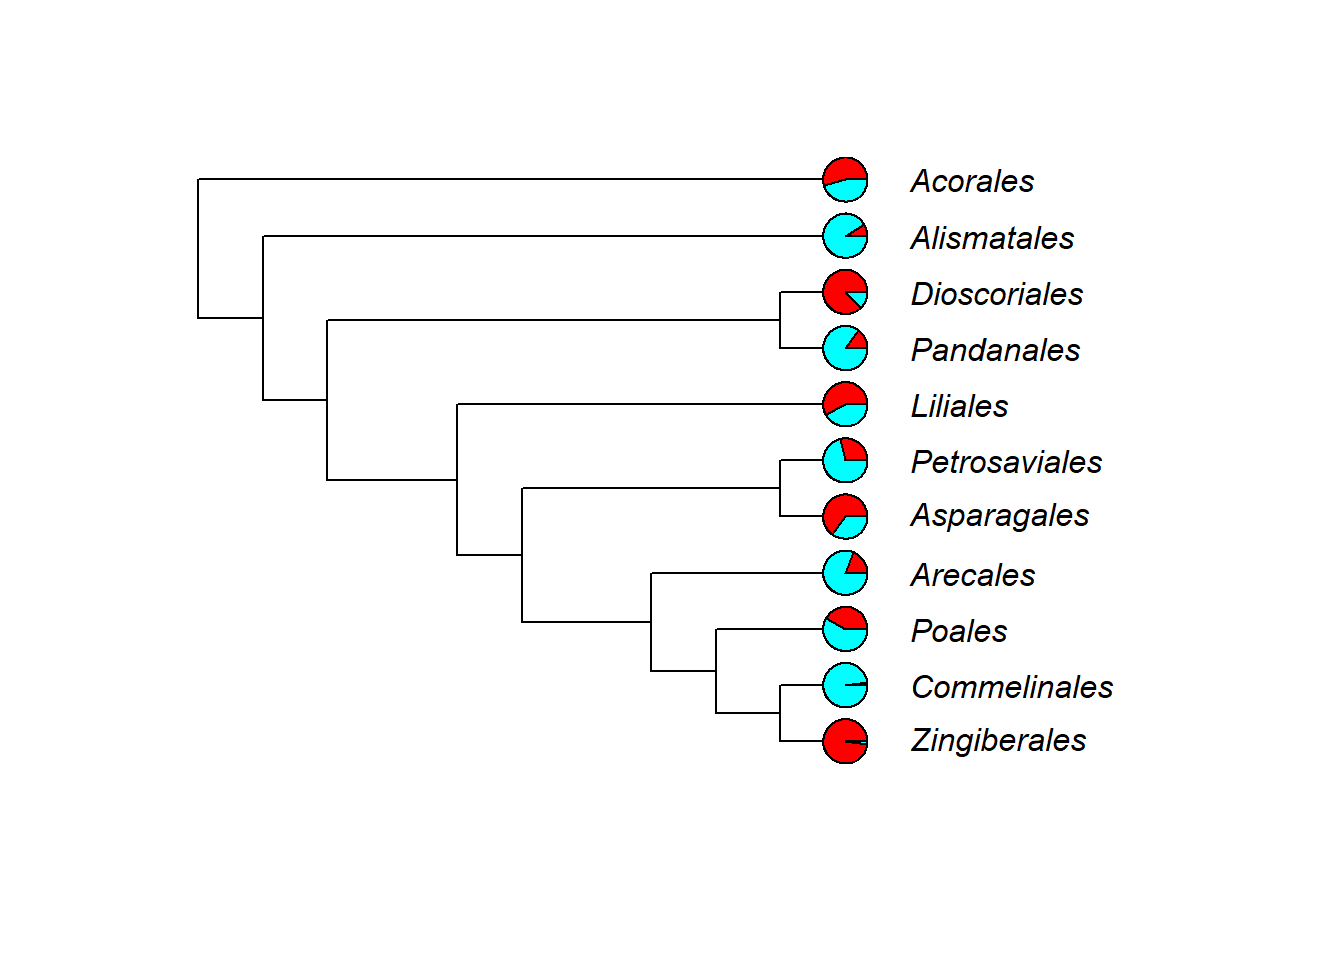 Acorales
Alismatales
Dioscoriales
Pandanales
Liliales
Petrosaviales
Asparagales
Arecales
Poales
Commelinales
Zingiberales